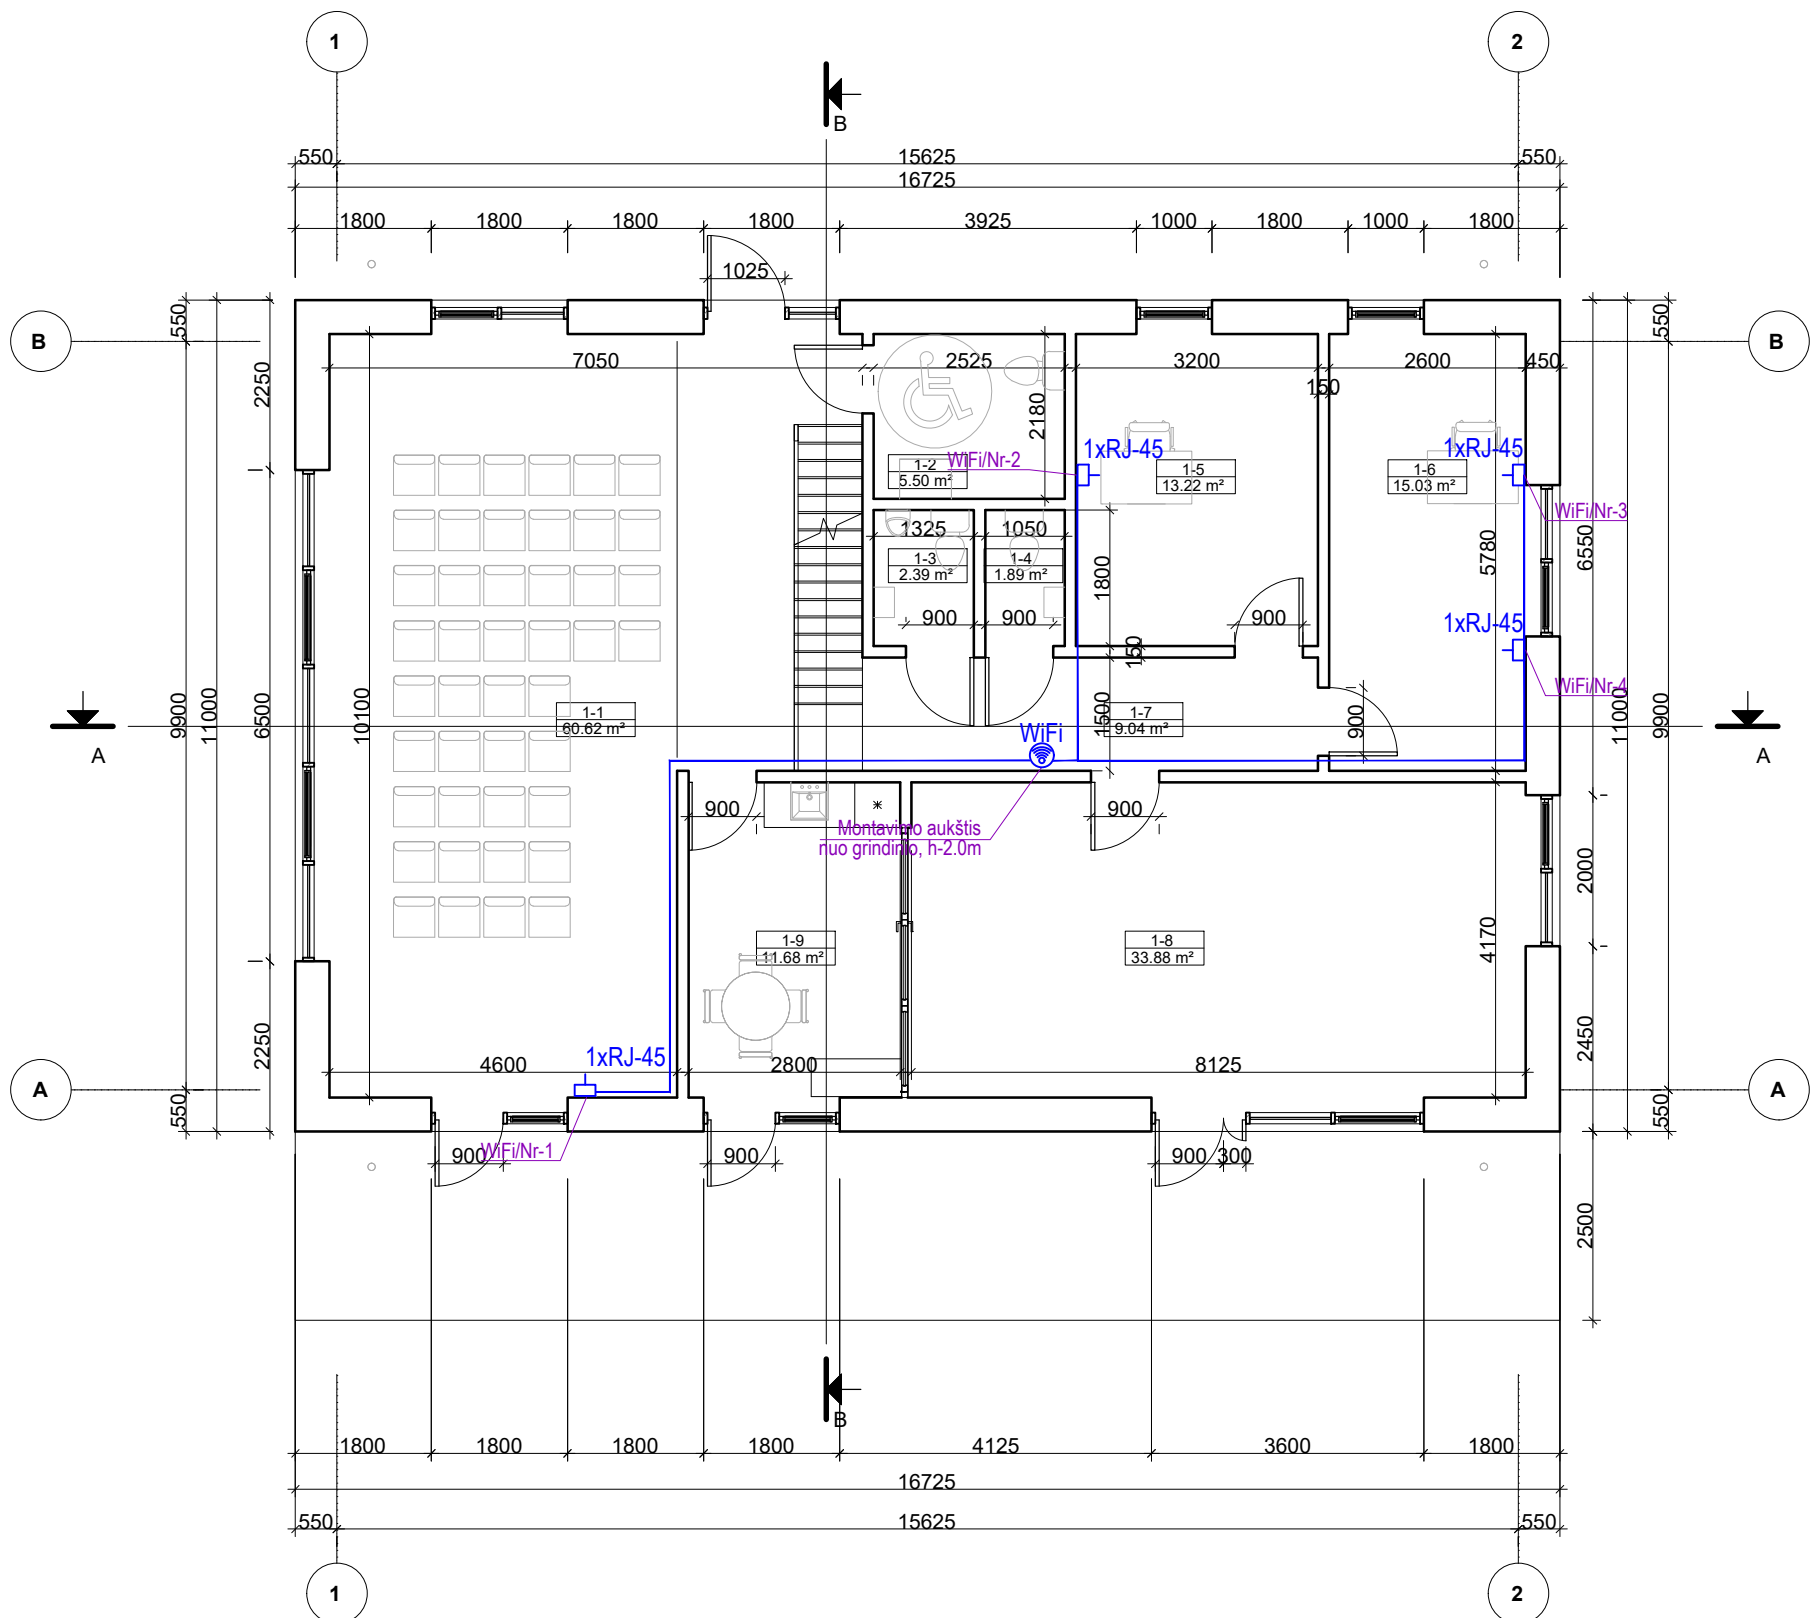 1
2
B
550
15625
550
16725
1800
1800
1800
1800
3925
1000
1800
1000
1800
1025
B
B
550
550
7050
2525
3200
2600
450
150
2250
2180
1xRJ-45
1xRJ-45
WiFi/Nr-2
1-2
5.50 m²
1-5
13.22 m²
1-6
15.03 m²
WiFi/Nr-3
1325
1050
6550
5780
1-3
2.39 m²
1-4
1.89 m²
1800
900
900
900
1xRJ-45
150
WiFi/Nr-4
9900
11000
6500
10100
1-1
60.62 m²
1500
1-7
9.04 m²
900
11000
9900
WiFi
A
A
900
900
Montavimo aukštis
nuo grindinio, h-2.0m
2000
1-9
11.68 m²
1-8
33.88 m²
4170
2250
2450
1xRJ-45
4600
2800
8125
A
A
550
550
WiFi/Nr-1
900
900
900
300
2500
B
1800
1800
1800
1800
4125
3600
1800
16725
550
15625
550
1
2